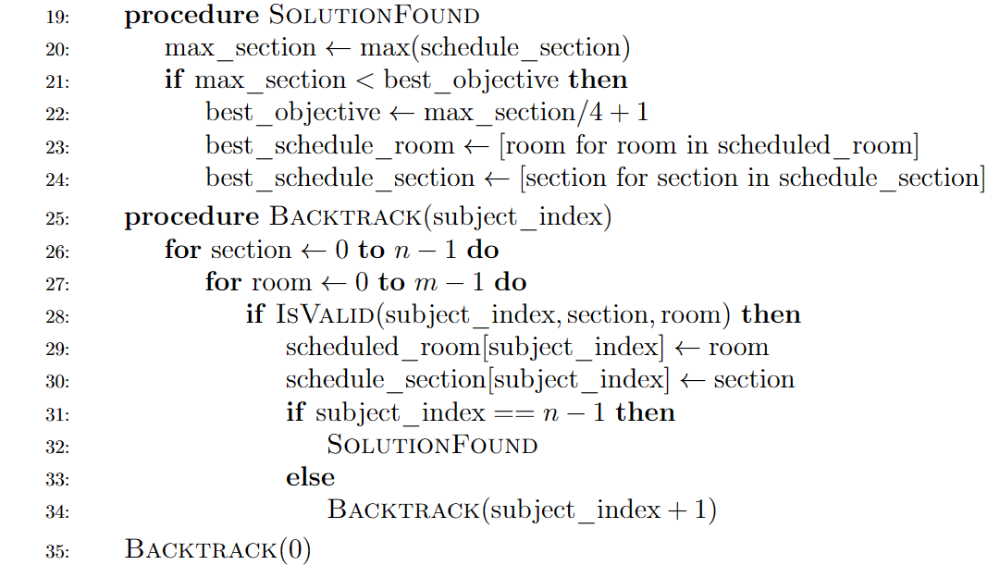 19: procedure SOLUTIONFOUND
20: max_section ← max(schedule_section)
21: if max_section < best_objective then
22: best_objective ← max_section/4 + 1
23: best_schedule_room ← [room for room in scheduled_room]
24: best_schedule_section ← [section for section in schedule_section]
25: procedure BACKTRACK(subject_index)
26: for section ← 0 to n − 1 do
27: for room ← 0 to m − 1 do
28: if ISVALID(subject_index, section, room) then
29: scheduled_room[subject_index] ← room
30: schedule_section[subject_index] ← section
31: if subject_index == n − 1 then
32: SOLUTIONFOUND
33: else
34: BACKTRACK(subject_index + 1)
35: BACKTRACK(0)